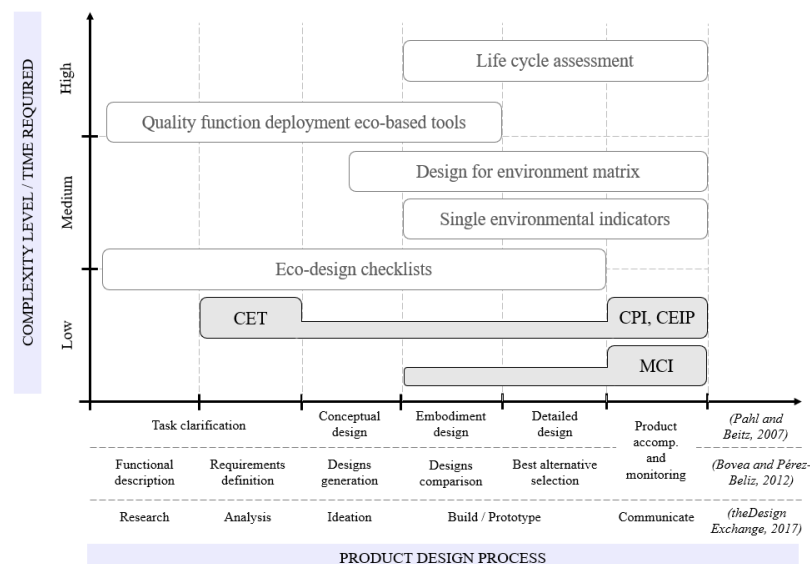 COMPLEXITY LEVEL / TIME REQUIRED
High
Medium
Low
Life cycle assessment
Quality function deployment eco-based tools
Design for environment matrix
Single environmental indicators
Eco-design checklists
CET
CPI, CEIP
MCI
Task clarification
Conceptual
design
Embodiment
design
Detailed
design
Product
accomp.
and
monitoring
(Pahl and
Beitz, 2007)
Functional
description
Requirements
definition
Designs
generation
Designs
comparison
Best alternative
selection
(Bovea and Pérez-
Beliz, 2012)
Research
Analysis
Ideation
Build / Prototype
Communicate
(theDesign
Exchange, 2017)
PRODUCT DESIGN PROCESS